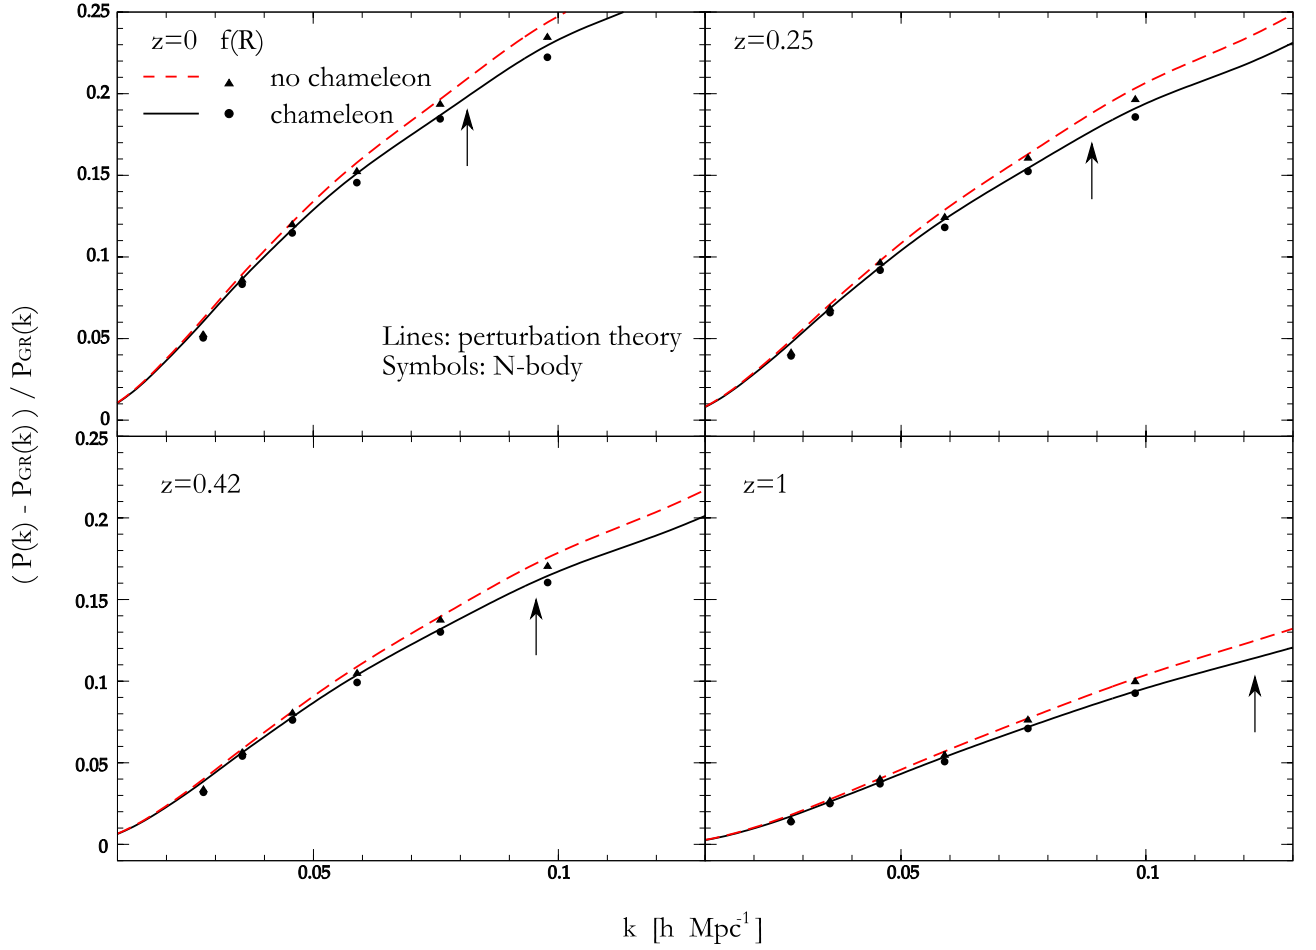 0.25
z=0 f(R)
no chameleon
chameleon
0.2
0.15
0.1
0.05
0
Lines: perturbation theory
Symbols: N-body
z=0.25
0.25
z=0.42
0.2
0.15
0.1
0.05
0
z=1
0.05 0.1 0.05 0.1
( P(k) - PGR(k) ) / PGR(k)
k [h Mpc-1]